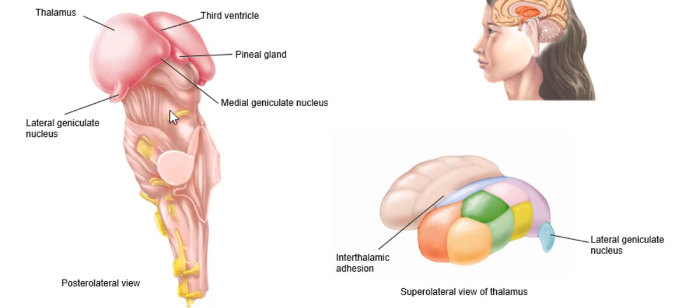 Thalamus
Third ventricle
Pineal gland
Medial geniculate nucleus
Lateral geniculate
nucleus
Posterolateral view
Interthalamic
adhesion
Lateral geniculate
nucleus
Superolateral view of thalamus